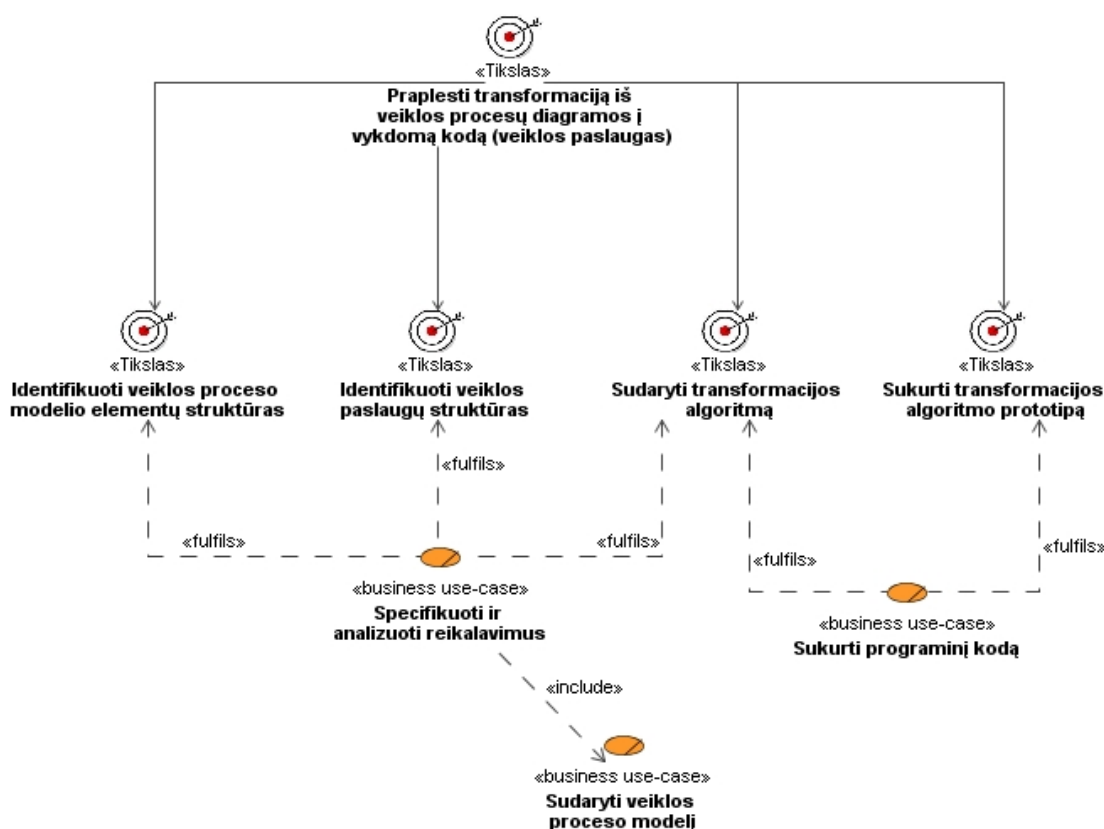 «Tikslas»
Praplesti transformaciją iš
veiklos procesų diagramos į
vykdomą kodą (veiklos paslaugas)
«Tikslas»
Identifikuoti veiklos proceso
modelio elementų struktūras
«Tikslas»
Identifikuoti veiklos
paslaugų struktūras
«Tikslas»
Sudaryti transformacijos
algoritmą
«Tikslas»
Sukurti transformacijos
algoritmo prototipą
«fulfils»
«fulfils»
«fulfils»
«fulfils»
«fulfils»
«business use-case»
Specifikuoti ir
analizuoti reikalavimus
«business use-case»
Sukurti programinį kodą
«include»
«business use-case»
Sudaryti veiklos
proceso modelį